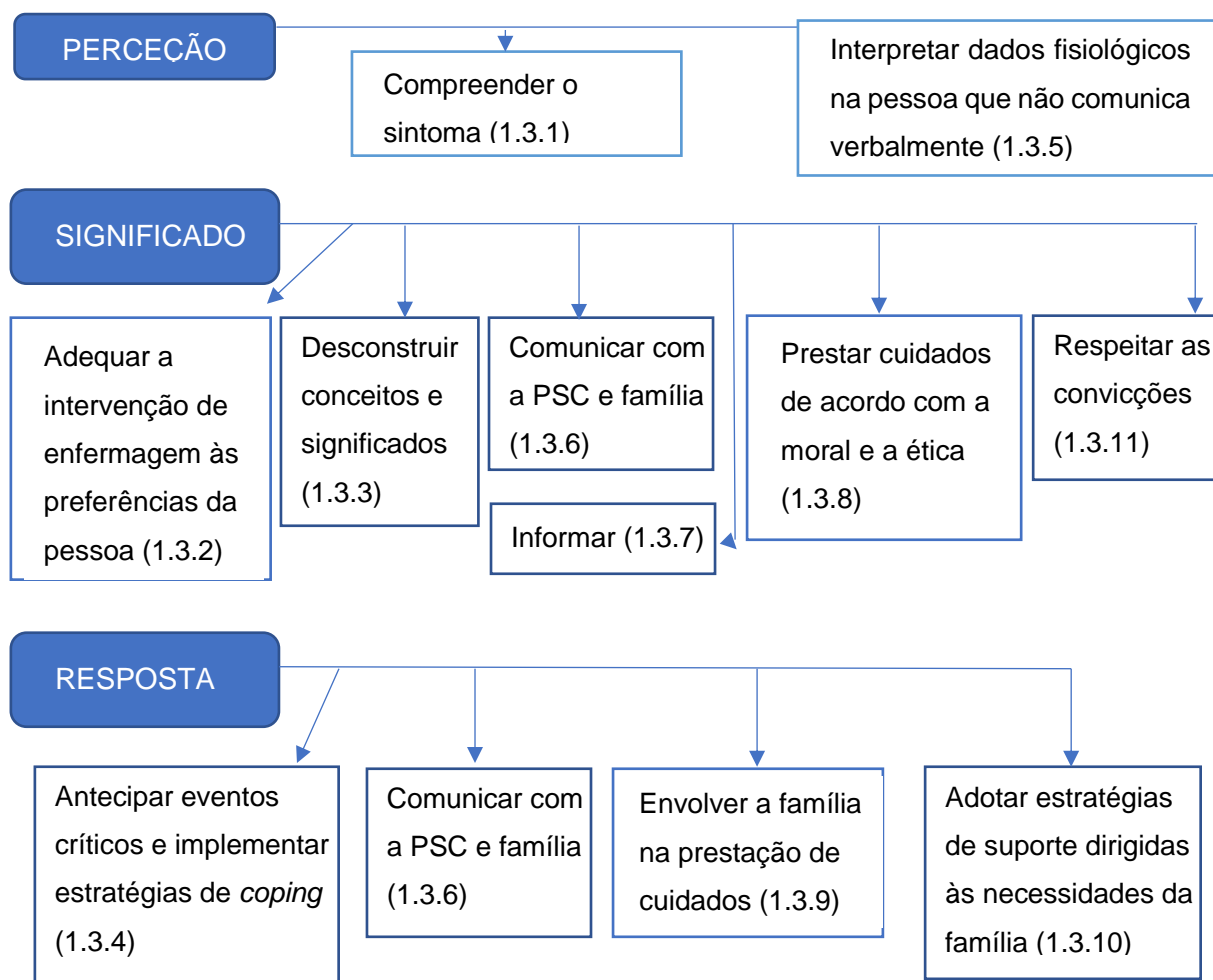 PERCEÇÃO
Compreender o
sintoma (1.3.1)
Interpretar dados fisiológicos
na pessoa que não comunica
verbalmente (1.3.5)
SIGNIFICADO
Adequar a
intervenção de
enfermagem às
preferências da
pessoa (1.3.2)
Desconstruir
conceitos e
significados
(1.3.3)
Comunicar com
a PSC e família
(1.3.6)
Informar (1.3.7)
Prestar cuidados
de acordo com a
moral e a ética
(1.3.8)
Respeitar as
convicções
(1.3.11)
RESPOSTA
Antecipar eventos
críticos e implementar
estratégias de coping
(1.3.4)
Comunicar com
a PSC e família
(1.3.6)
Envolver a família
na prestação de
cuidados (1.3.9)
Adotar estratégias
de suporte dirigidas
às necessidades da
família (1.3.10)